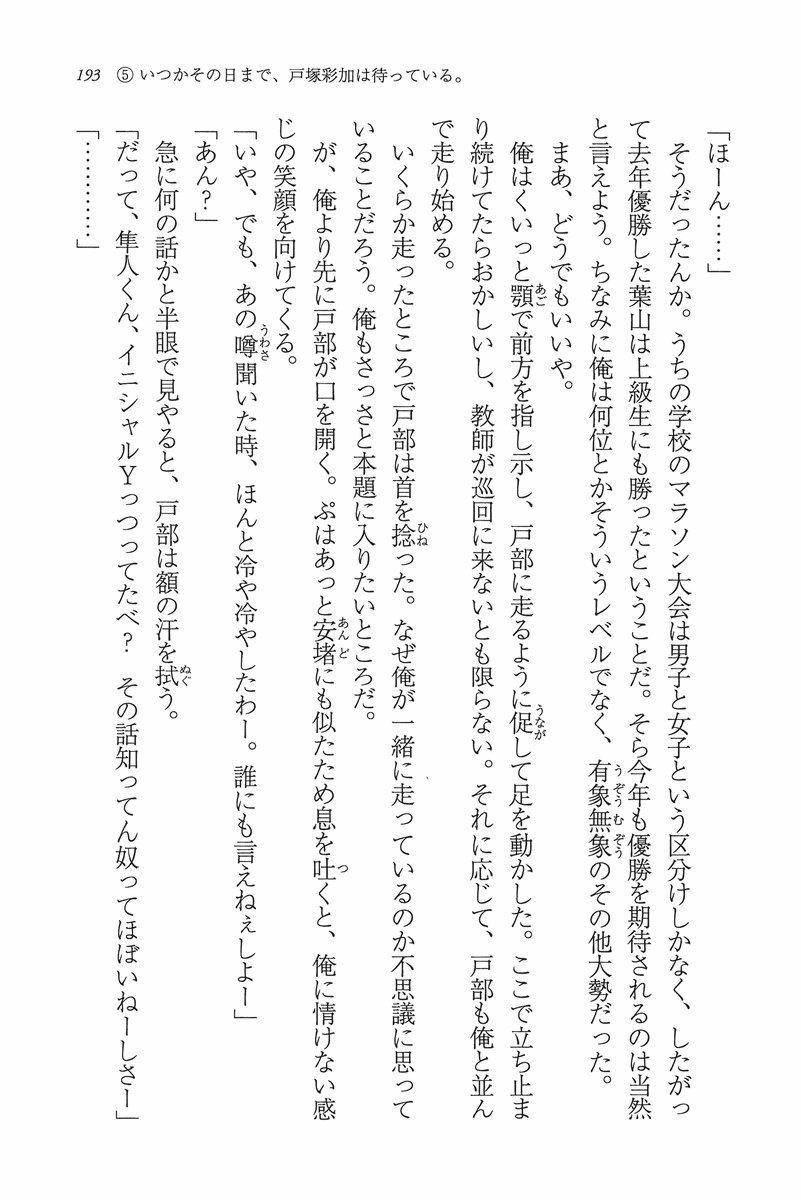 193 ⑤ いつかその日まで、戸塚彩加は待っている。
「ほーん……」
　そうだったんか。うちの学校のマラソン大会は男子と女子という区分けしかなく、したがっ
て去年優勝した葉山は上級生にも勝ったということだ。そら今年も優勝を期待されるのは当然
と言えよう。ちなみに俺は何位とかそういうレベルでなく、有象無象のその他大勢だった。
　まあ、どうでもいいや。
　俺はくいっと顎で前方を指し示し、戸部に走るように促して足を動かした。ここで立ち止ま
り続けてたらおかしいし、教師が巡回に来ないとも限らない。それに応じて、戸部も俺と並ん
で走り始める。
　いくらか走ったところで戸部は首を捻った。なぜ俺が一緒に走っているのか不思議に思って
いることだろう。俺もさっさと本題に入りたいところだ。
　が、俺より先に戸部が口を開く。ぷはあっと安堵にも似たため息を吐くと、俺に情けない感
じの笑顔を向けてくる。
「いや、でも、あの噂聞いた時、ほんと冷や冷やしたわー。誰にも言えねぇしよー」
「あん？」
　急に何の話かと半眼で見やると、戸部は額の汗を拭う。
「だって、隼人くん、イニシャルＹっつってたべ？　その話知ってん奴ってほぼいねーしさー」
「…………」